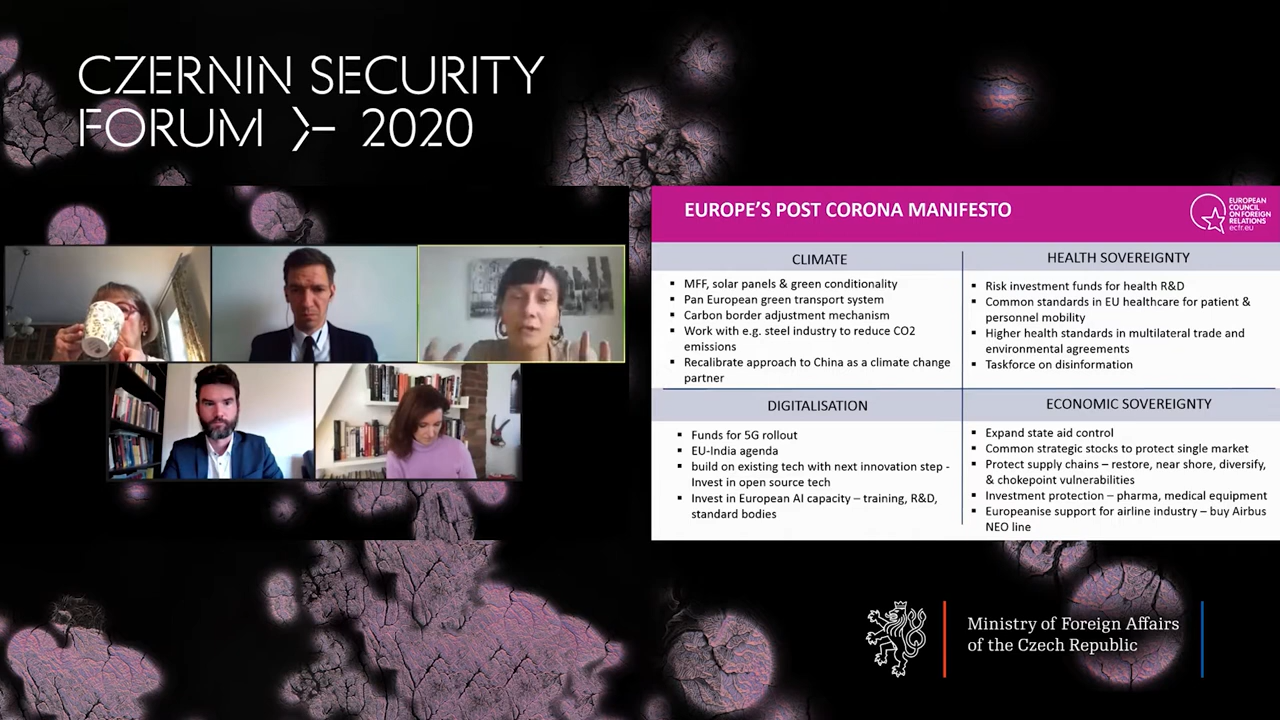 CZERNIN SECURITY
FORUM >– 2020
EUROPE'S POST CORONA MANIFESTO
EUROPEAN
COUNCIL
ON FOREIGN
RELATIONS
ecfr.eu
CLIMATE
▪ MFF, solar panels & green conditionality
▪ Pan European green transport system
▪ Carbon border adjustment mechanism
▪ Work with e.g. steel industry to reduce CO2
emissions
▪ Recalibrate approach to China as a climate change
partner
HEALTH SOVEREIGNTY
▪ Risk investment funds for health R&D
▪ Common standards in EU healthcare for patient &
personnel mobility
▪ Higher health standards in multilateral trade and
environmental agreements
▪ Taskforce on disinformation
DIGITALISATION
▪ Funds for 5G rollout
▪ EU-India agenda
▪ build on existing tech with next innovation step -
Invest in open source tech
▪ Invest in European AI capacity – training, R&D,
standard bodies
ECONOMIC SOVEREIGNTY
▪ Expand state aid control
▪ Common strategic stocks to protect single market
▪ Protect supply chains – restore, near shore, diversify,
& chokepoint vulnerabilities
▪ Investment protection – pharma, medical equipment
▪ Europeanise support for airline industry – buy Airbus
NEO line
Ministry of Foreign Affairs
of the Czech Republic